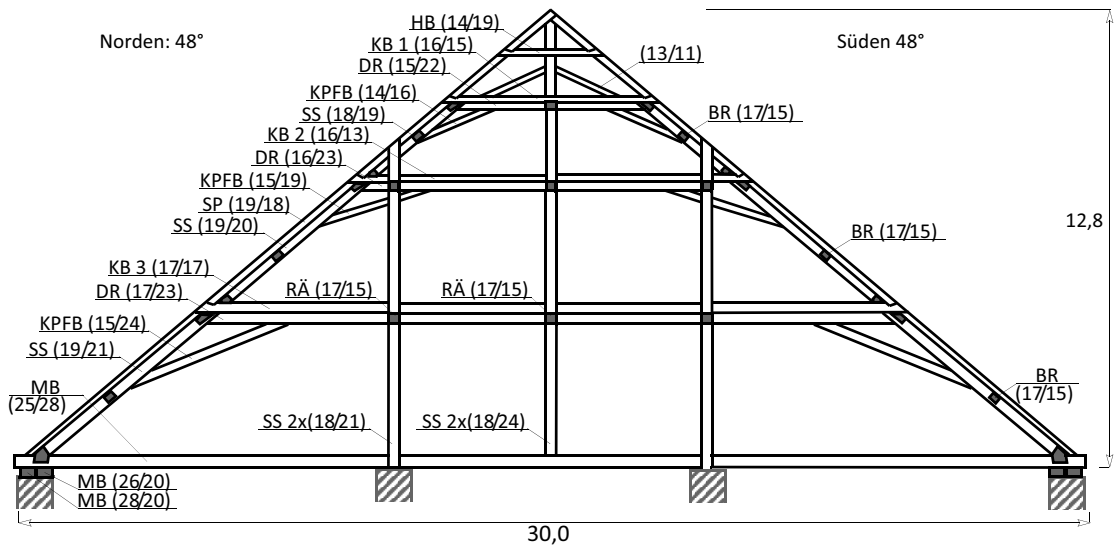 Norden: 48°
Süden 48°
HB (14/19)
KB 1 (16/15)
DR (15/22)
(13/11)
KPFB (14/16)
SS (18/19)
BR (17/15)
KB 2 (16/13)
DR (16/23)
KPFB (15/19)
SP (19/18)
SS (19/20)
BR (17/15)
12,8
KB 3 (17/17)
DR (17/23)
RÄ (17/15)
RÄ (17/15)
KPFB (15/24)
SS (19/21)
MB
(25/28)
BR
(17/15)
SS 2x(18/21)
SS 2x(18/24)
MB (26/20)
MB (28/20)
30,0